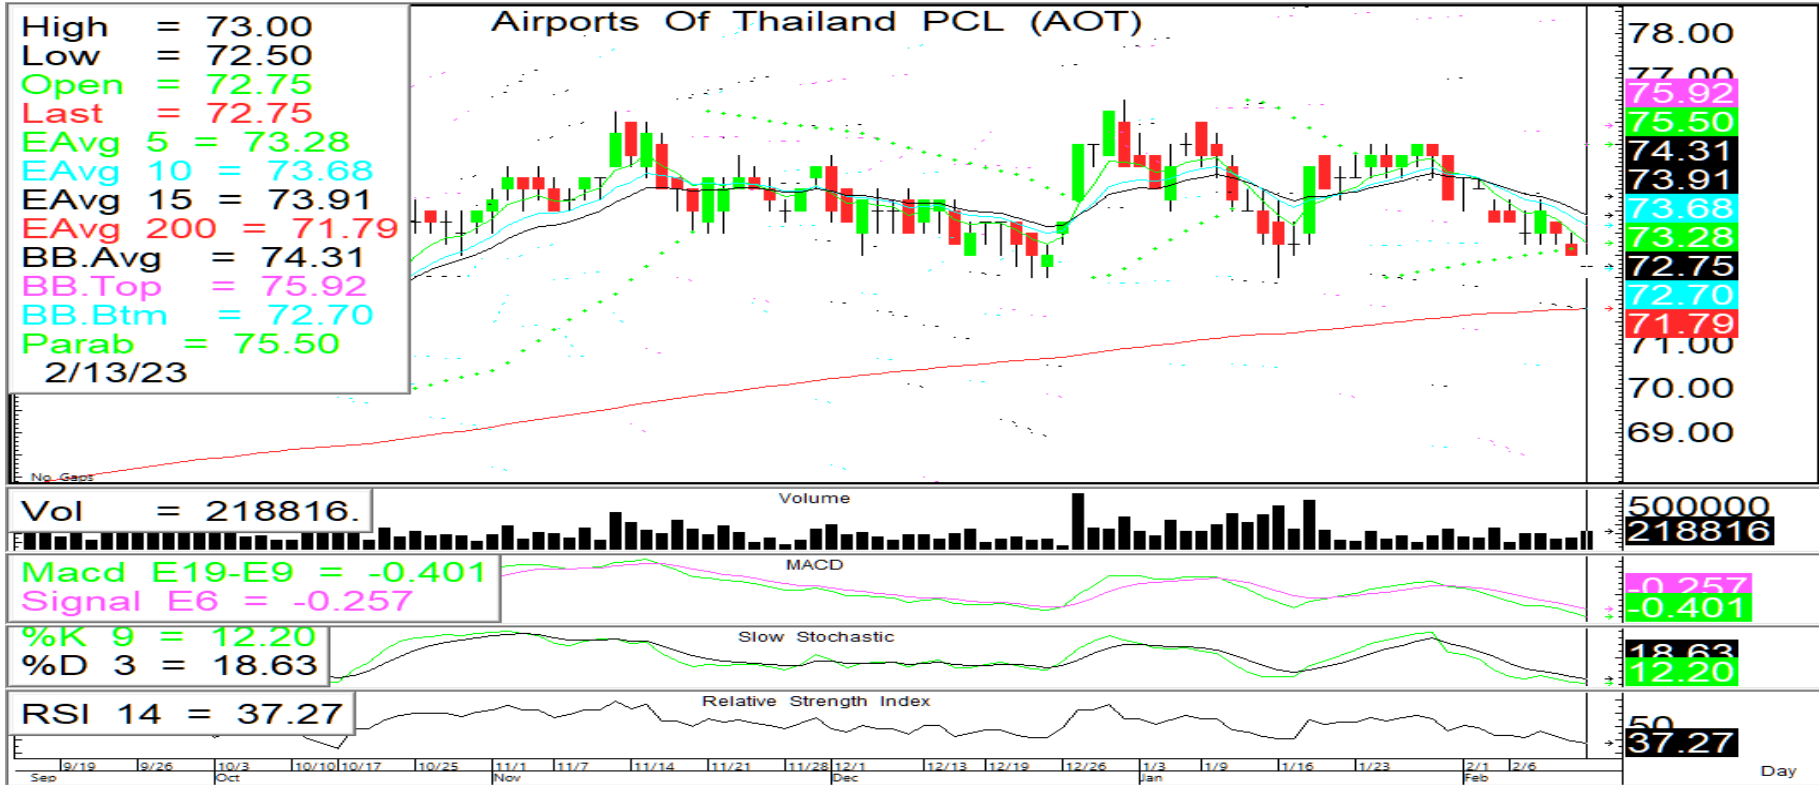 Airports Of Thailand PCL (AOT)
High = 73.00
Low = 72.50
Open = 72.75
Last = 72.75
EAvg 5 = 73.28
EAvg 10 = 73.68
EAvg 15 = 73.91
EAvg 200 = 71.79
BB.Avg = 74.31
BB.Top = 75.92
BB.Btm = 72.70
Parab = 75.50
2/13/23
No Gaps
78.00
77.00
75.92
75.50
74.31
73.91
73.68
73.28
72.75
72.70
71.79
71.00
70.00
69.00
Volume
Vol = 218816.
500000
218816
MACD
Macd E19-E9 = -0.401
Signal E6 = -0.257
-0.257
-0.401
Slow Stochastic
%K 9 = 12.20
%D 3 = 18.63
18.63
12.20
Relative Strength Index
RSI 14 = 37.27
50
37.27
9/19 9/26 10/3 10/10 10/17 10/25 11/1 11/7 11/14 11/21 11/28 12/1 12/13 12/19 12/26 1/3 1/9 1/16 1/23 2/1 2/6
Sep Oct Nov Dec Jan Feb Day